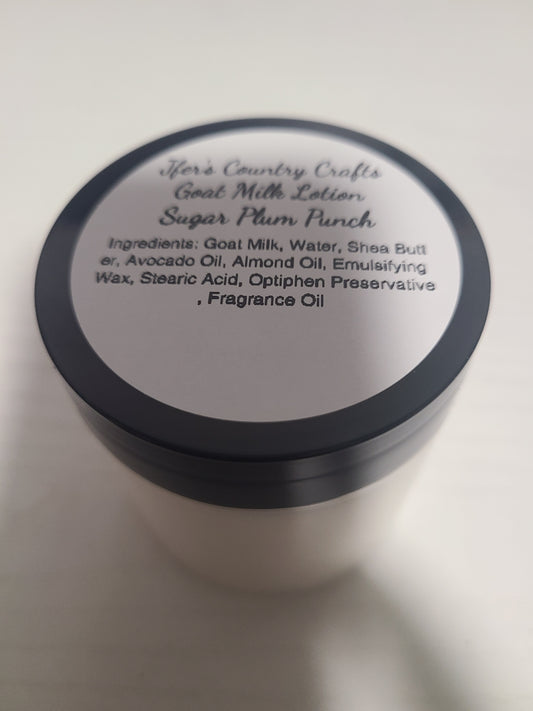 Jfer's Country Crafts
Goat Milk Lotion
Sugar Plum Punch
Ingredients: Goat Milk, Water, Shea Butt
er, Avocado Oil, Almond Oil, Emulsifying
Wax, Stearic Acid, Optiphen Preservative
, Fragrance Oil